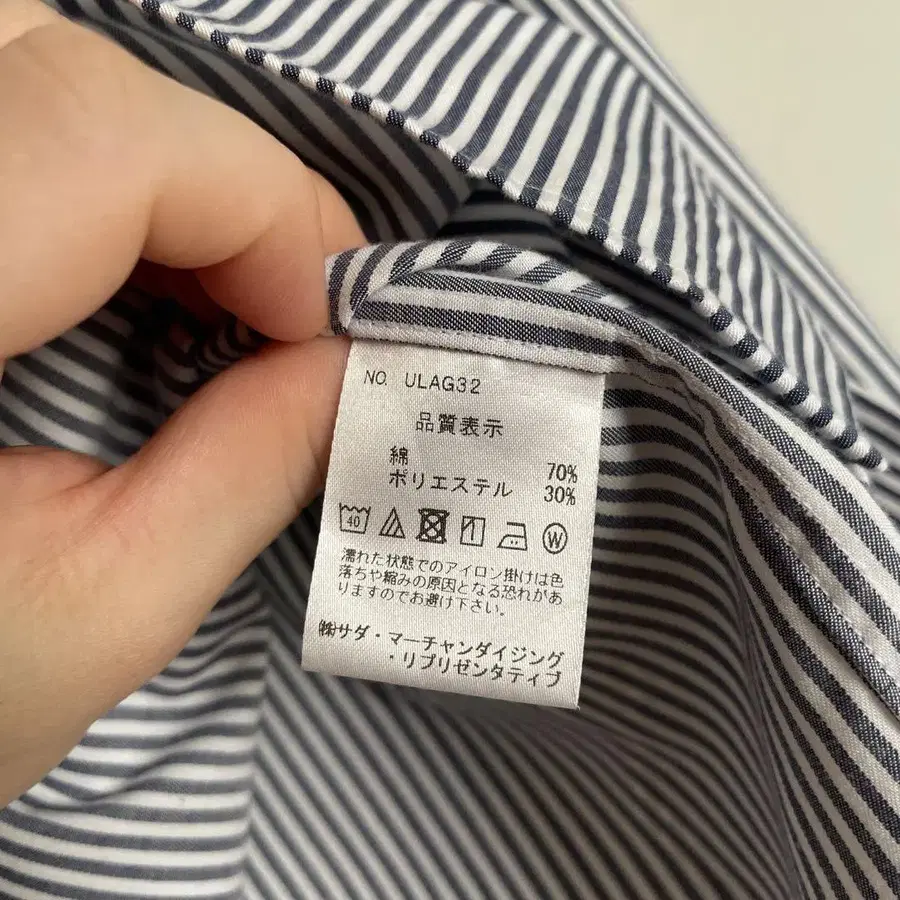 NO. ULAG32
品質表示
綿 70%
ポリエステル 30%
40 W
濡れた状態でのアイロン掛けは色
落ちや縮みの原因となる恐れがあ
りますのでお避け下さい。
㈱サダ・マーチャンダイジング
・リプリゼンタティブ